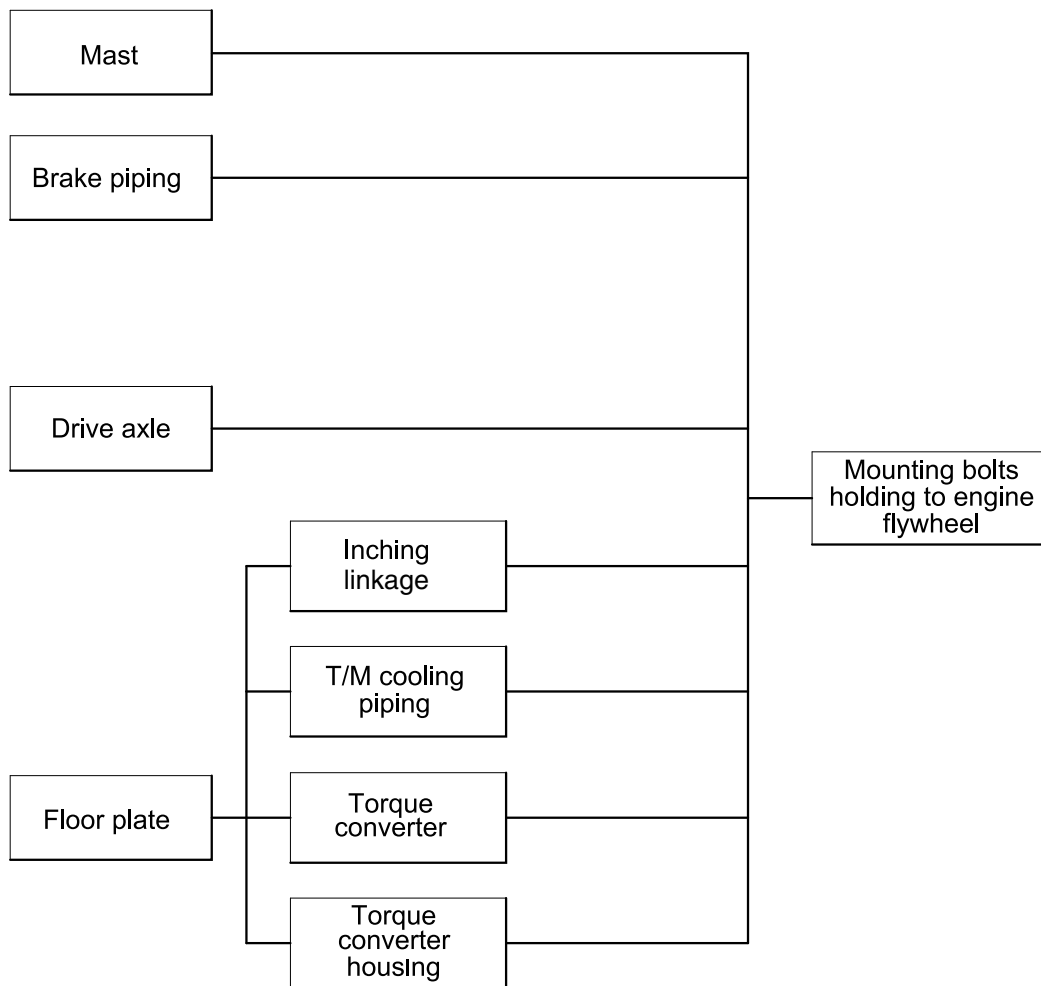 Mast
Brake piping
Drive axle
Mounting bolts
holding to engine
flywheel
Inching
linkage
T/M cooling
piping
Floor plate
Torque
converter
Torque
converter
housing